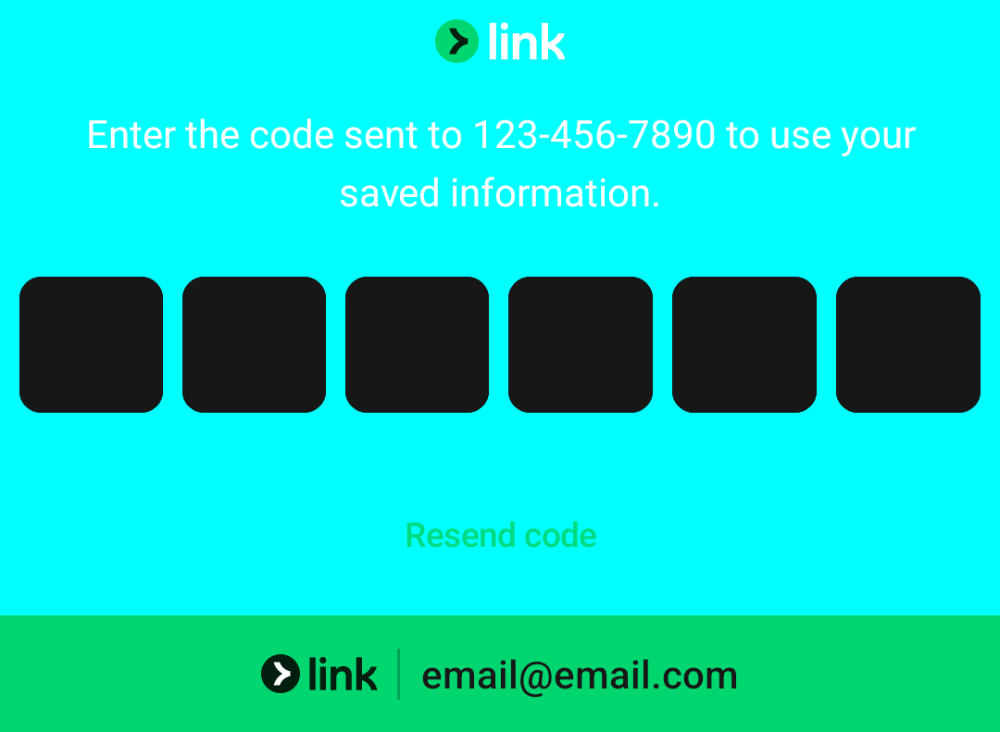 link
Enter the code sent to 123-456-7890 to use your
saved information.
Resend code
link | email@email.com